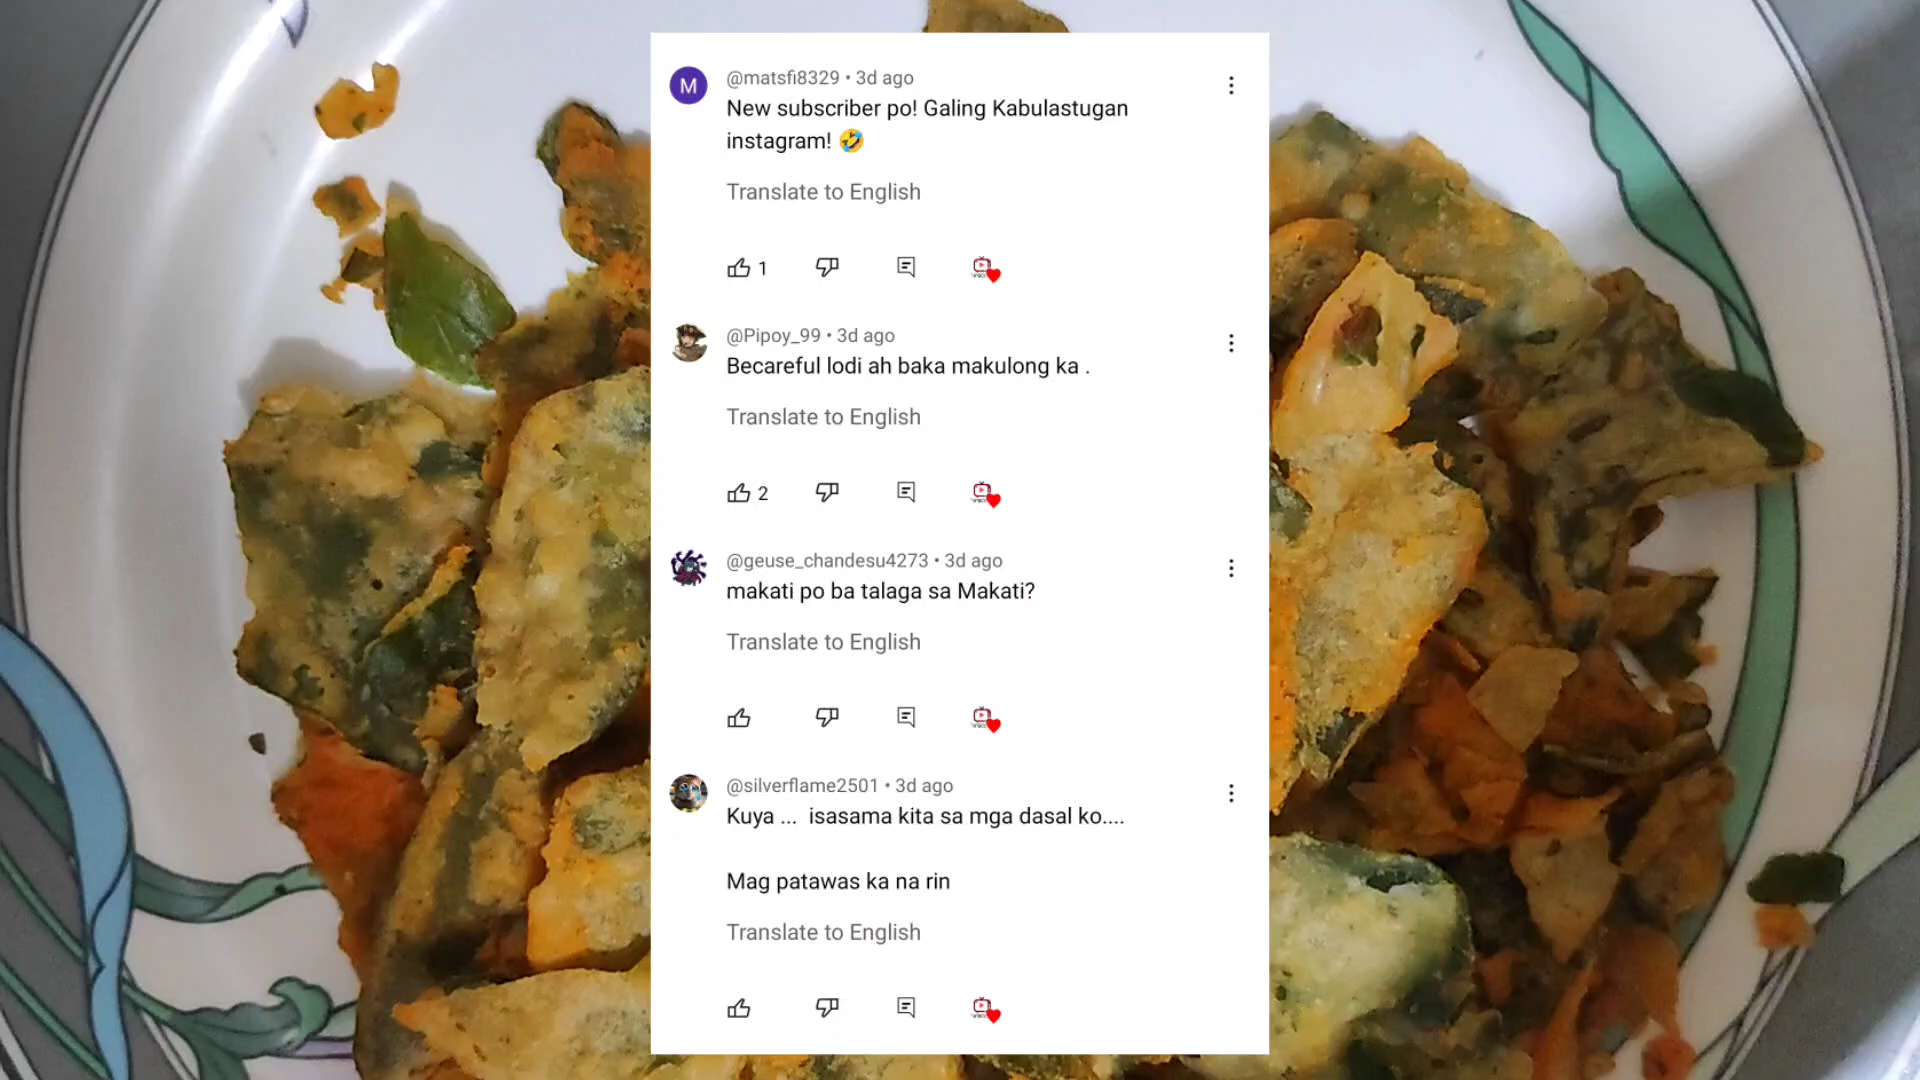 M
@matsfi8329 • 3d ago
New subscriber po! Galing Kabulastugan
instagram! 🤣
Translate to English
1
@Pipoy_99 • 3d ago
Becareful lodi ah baka makulong ka .
Translate to English
2
@geuse_chandesu4273 • 3d ago
makati po ba talaga sa Makati?
Translate to English
@silverflame2501 • 3d ago
Kuya ...  isasama kita sa mga dasal ko....
Mag patawas ka na rin
Translate to English